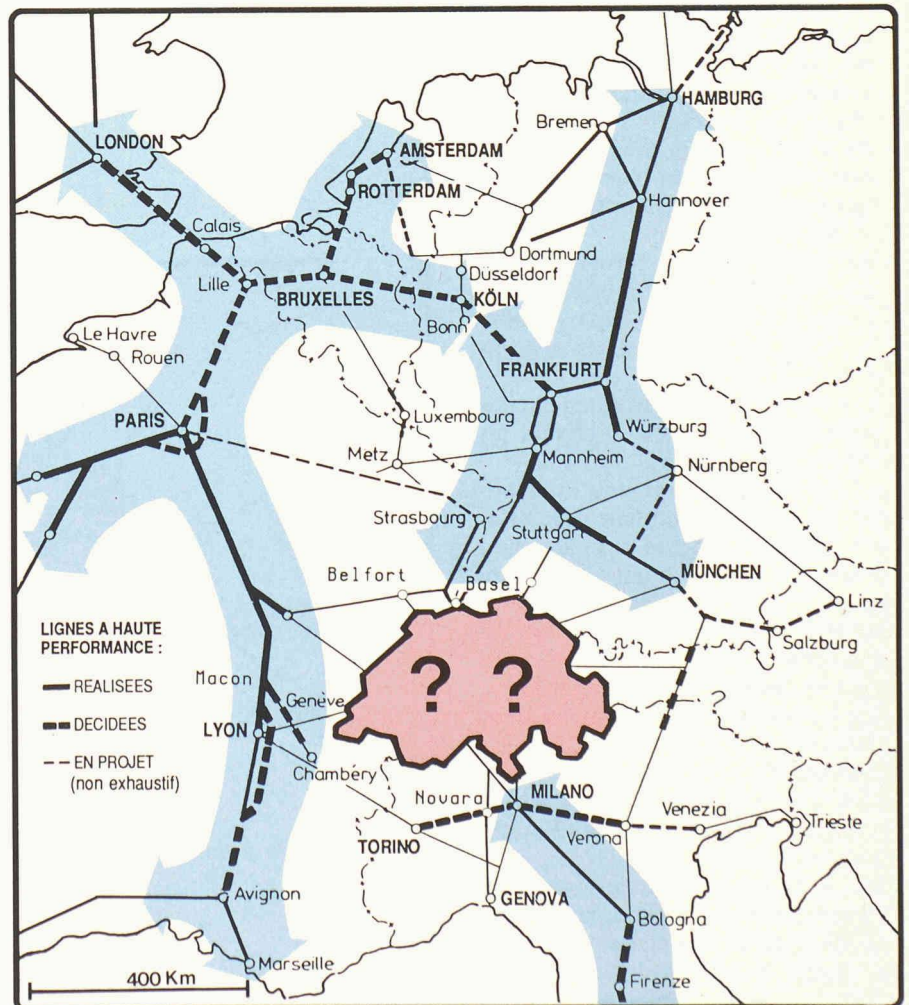 HAMBURG
Bremen
LONDON
AMSTERDAM
ROTTERDAM
Hannover
Calais
Dortmund
Düsseldorf
Lille
BRUXELLES
KÖLN
Bonn
Le Havre
Rouen
FRANKFURT
PARIS
Luxembourg
Würzburg
Metz
Mannheim
Nürnberg
Strasbourg
Stuttgart
Belfort
Basel
MÜNCHEN
Linz
Salzburg
LIGNES A HAUTE
PERFORMANCE :
REALISEES
DECIDEES
EN PROJET
(non exhaustif)
Macon
Genève
? ?
LYON
Chambéry
Novara
MILANO
Venezia
Trieste
TORINO
Verona
GENOVA
Avignon
Bologna
Marseille
Firenze
400 Km